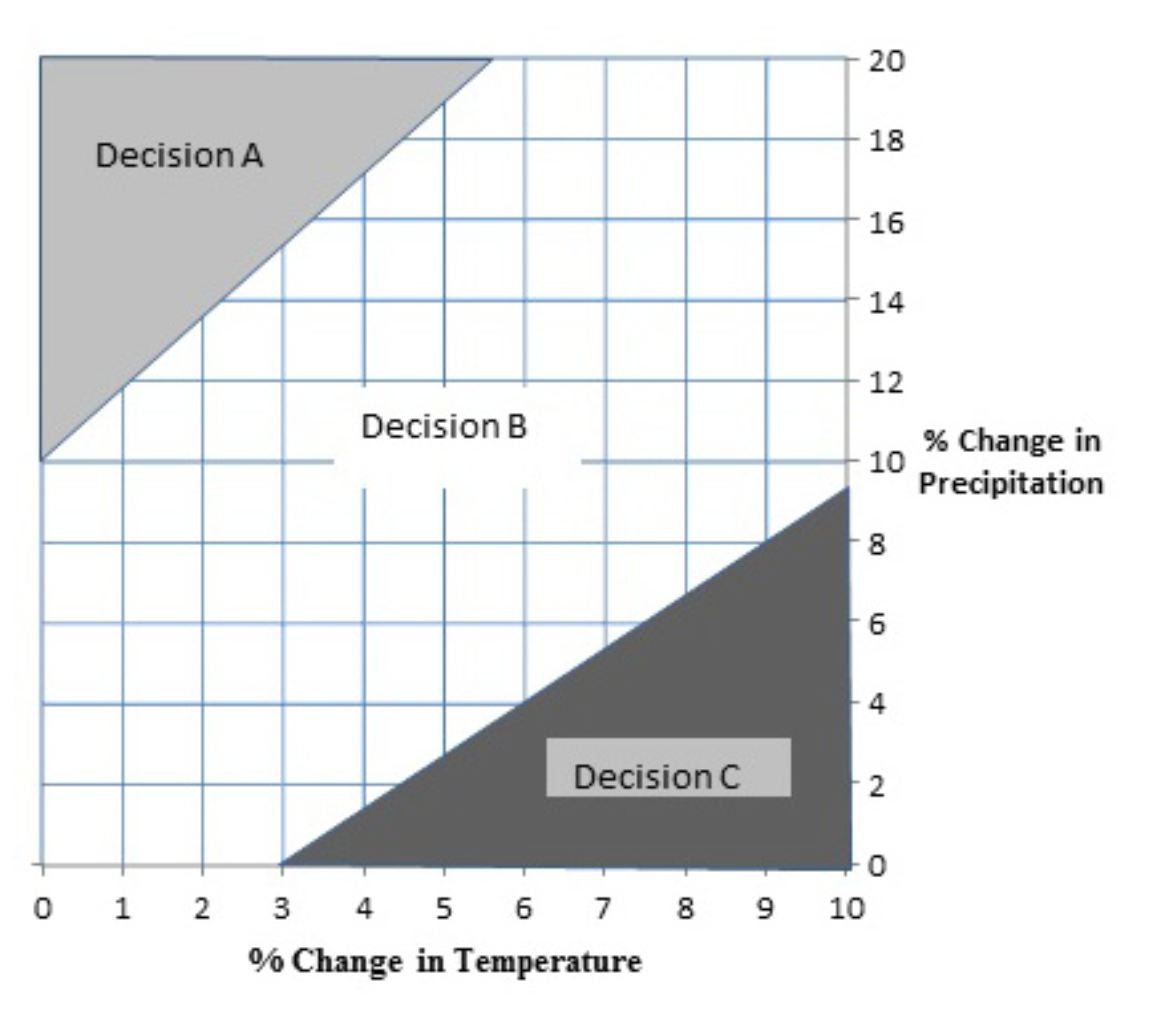 20
Decision A
18
16
14
12
Decision B
10
% Change in
Precipitation
8
6
4
Decision C
2
0
0 1 2 3 4 5 6 7 8 9 10
% Change in Temperature